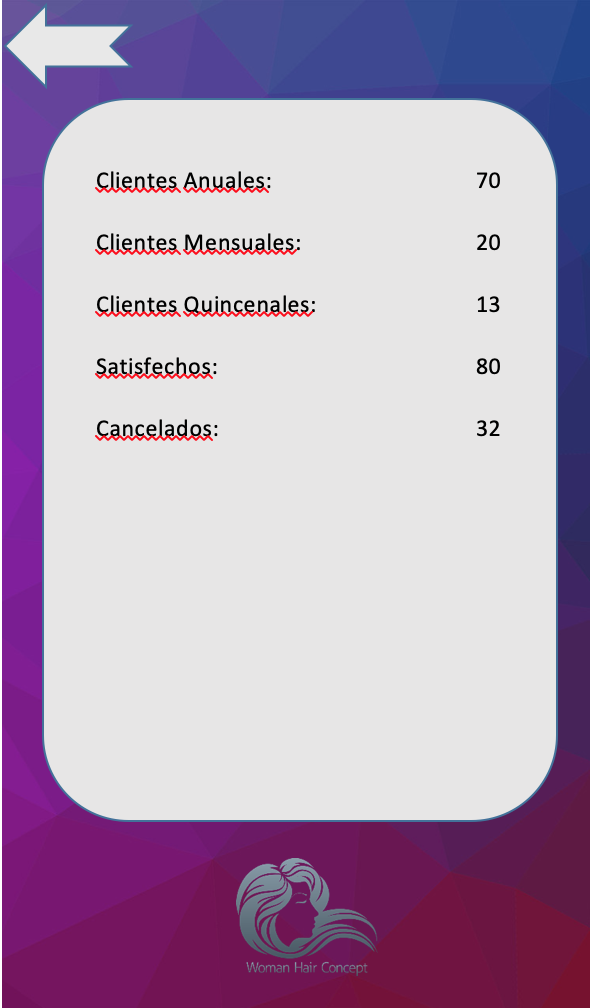 Clientes Anuales: 70
Clientes Mensuales: 20
Clientes Quincenales: 13
Satisfechos: 80
Cancelados: 32
Woman Hair Concept